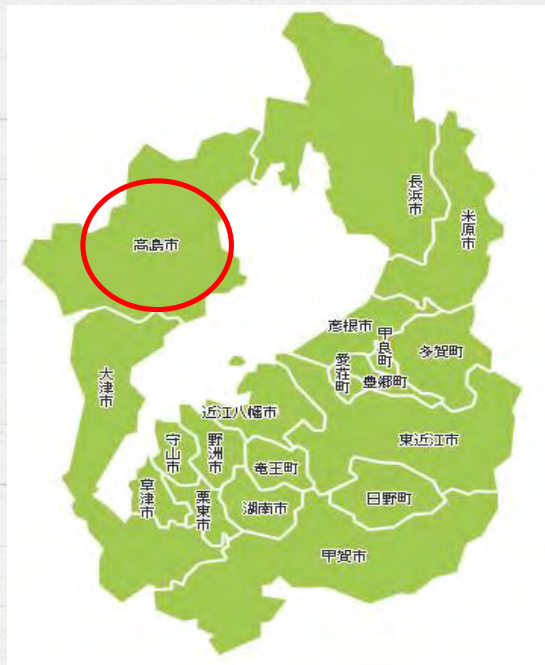 長浜市
米原市
高島市
彦根市
甲良町
多賀町
愛荘町
豊郷町
大津市
近江八幡市
東近江市
守山市
野洲市
竜王町
日野町
草津市
栗東市
湖南市
甲賀市